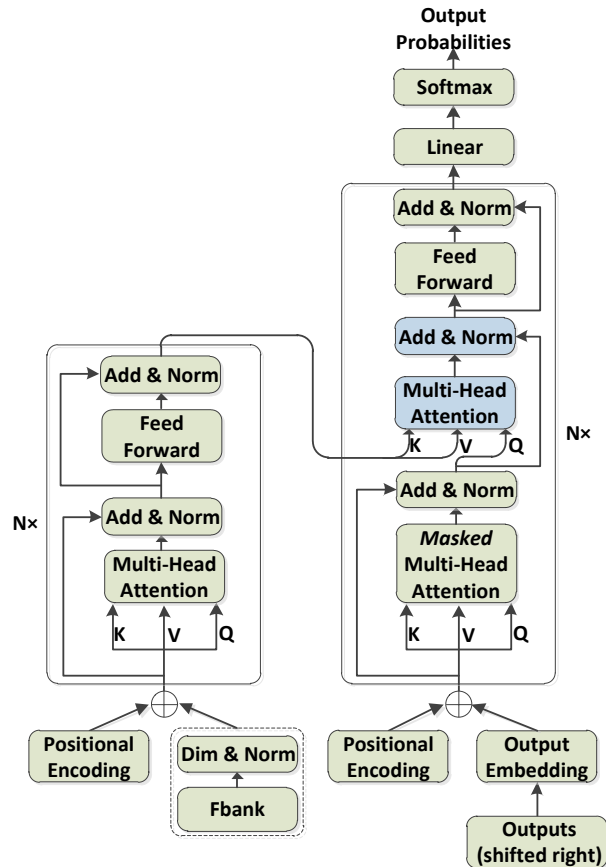 Output
Probabilities
Softmax
Linear
Add & Norm
Feed
Forward
Add & Norm
Multi-Head
Attention
K
V
Q
N×
Add & Norm
Masked
Multi-Head
Attention
K
V
Q
Add & Norm
Feed
Forward
Add & Norm
N×
Multi-Head
Attention
K
V
Q
Positional
Encoding
Dim & Norm
Fbank
Positional
Encoding
Output
Embedding
Outputs
(shifted right)